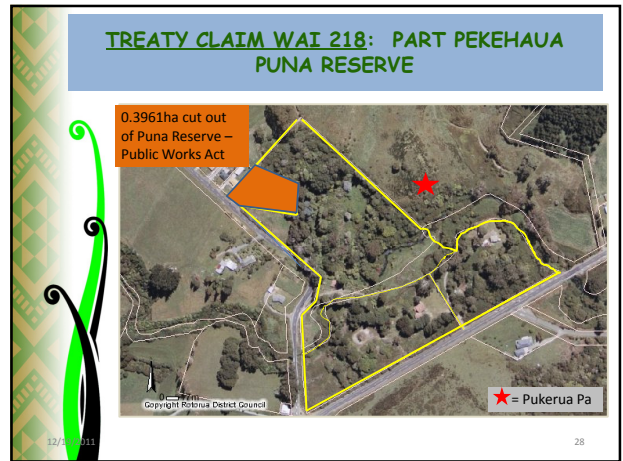 TREATY CLAIM WAI 218: PART PEKEHAUA
PUNA RESERVE
0.3961ha cut out
of Puna Reserve –
Public Works Act
Copyright Rotorua District Council
= Pukerua Pa
28